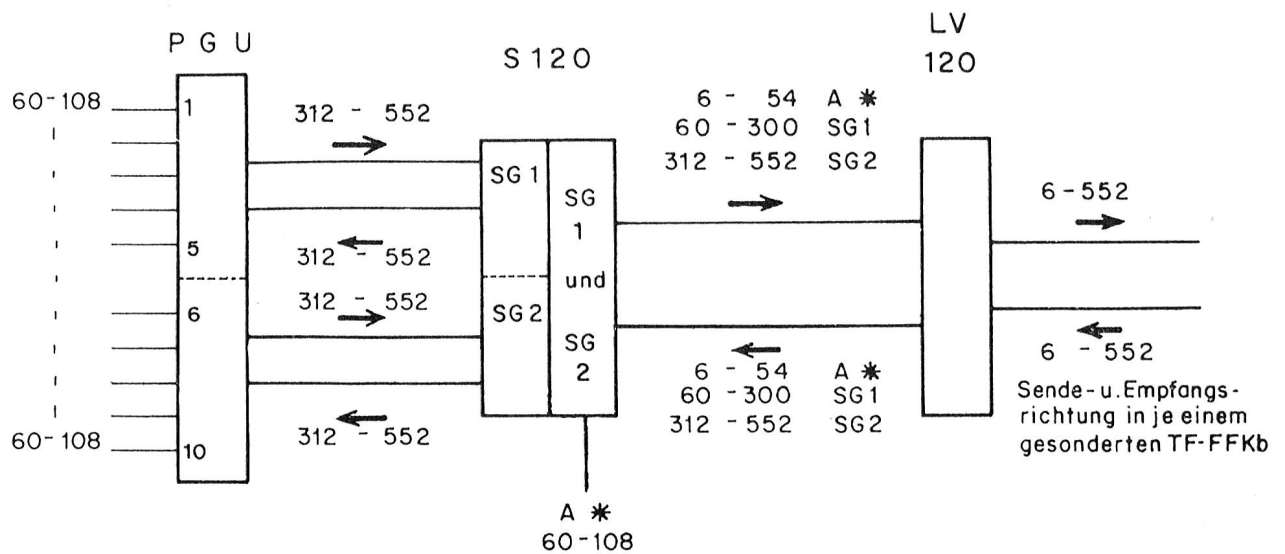 P G U
60-108
1
5
6
10
60-108
312 - 552
312 - 552
312 - 552
312 - 552
S 120
SG 1
SG 2
SG
1
und
SG
2
A *
60-108
6 - 54 A *
60 - 300 SG1
312 - 552 SG2
6 - 54 A *
60 - 300 SG1
312 - 552 SG2
LV
120
6 - 552
6 - 552
Sende- u. Empfangs-
richtung in je einem
gesonderten TF-FFKb